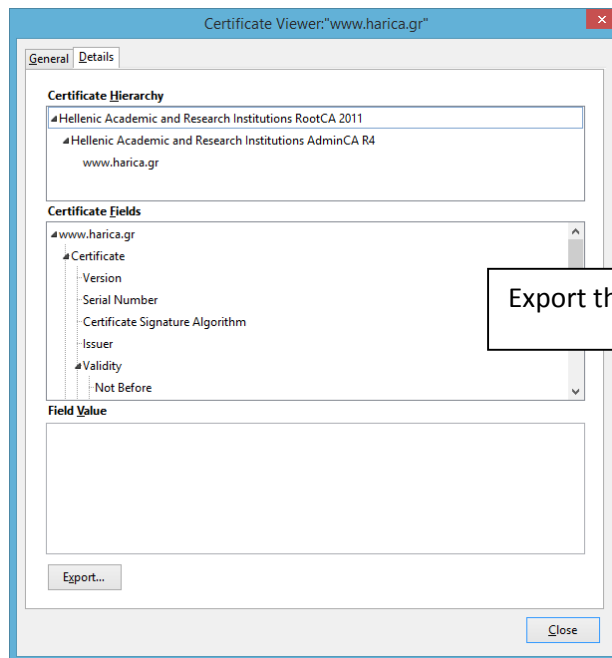 Certificate Viewer:"www.harica.gr"
General Details
Certificate Hierarchy
Hellenic Academic and Research Institutions RootCA 2011
Hellenic Academic and Research Institutions AdminCA R4
www.harica.gr
Certificate Fields
www.harica.gr
Certificate
Version
Serial Number
Certificate Signature Algorithm
Issuer
Validity
Not Before
Export th
Field Value
Export...
Close